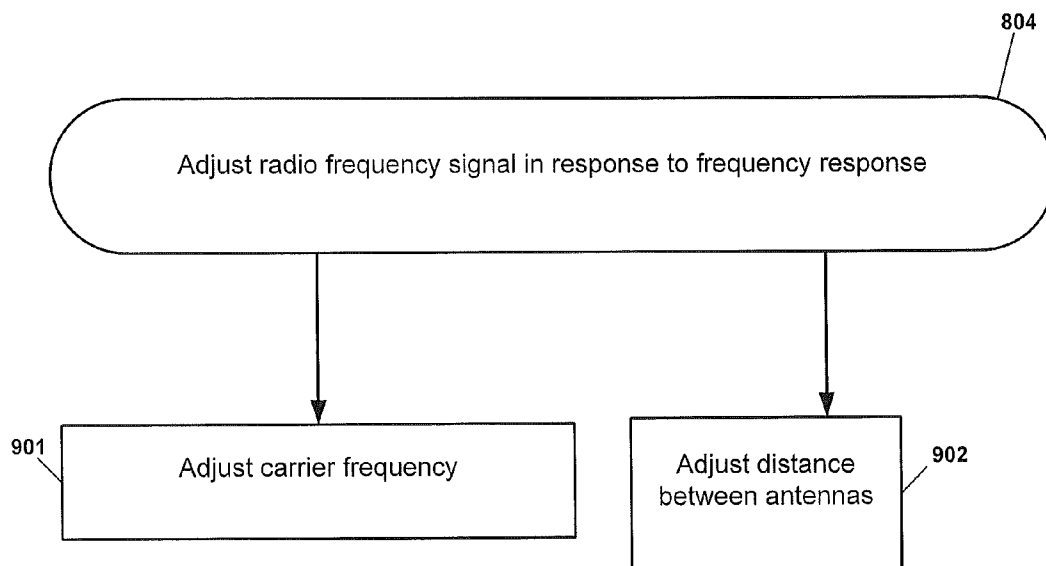 804
Adjust radio frequency signal in response to frequency response
901
Adjust carrier frequency
Adjust distance
between antennas
902